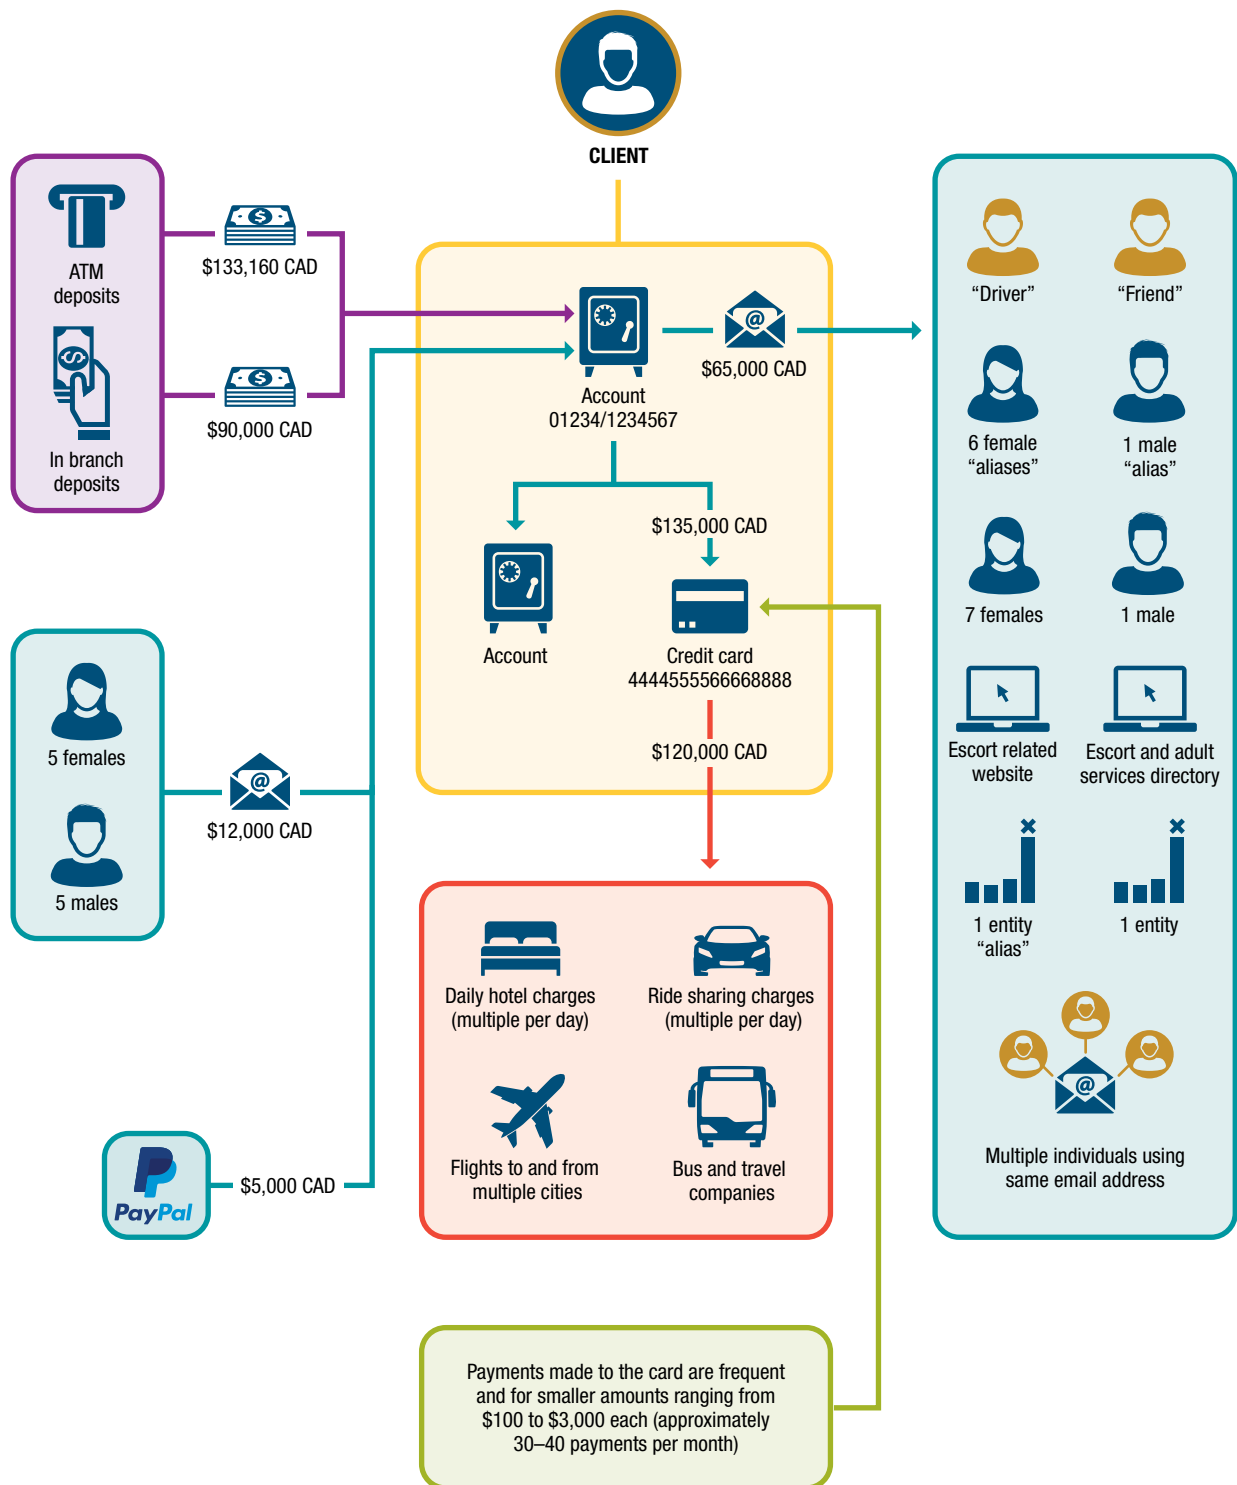 CLIENT
ATM
deposits
$133,160 CAD
In branch
deposits
$90,000 CAD
Account
01234/1234567
$65,000 CAD
$135,000 CAD
Account
Credit card
4444555566668888
$120,000 CAD
5 females
5 males
$12,000 CAD
PayPal
$5,000 CAD
Daily hotel charges
(multiple per day)
Ride sharing charges
(multiple per day)
Flights to and from
multiple cities
Bus and travel
companies
Payments made to the card are frequent
and for smaller amounts ranging from
$100 to $3,000 each (approximately
30–40 payments per month)
“Driver”
“Friend”
6 female
“aliases”
1 male
“alias”
7 females
1 male
Escort related
website
Escort and adult
services directory
1 entity
“alias”
1 entity
Multiple individuals using
same email address